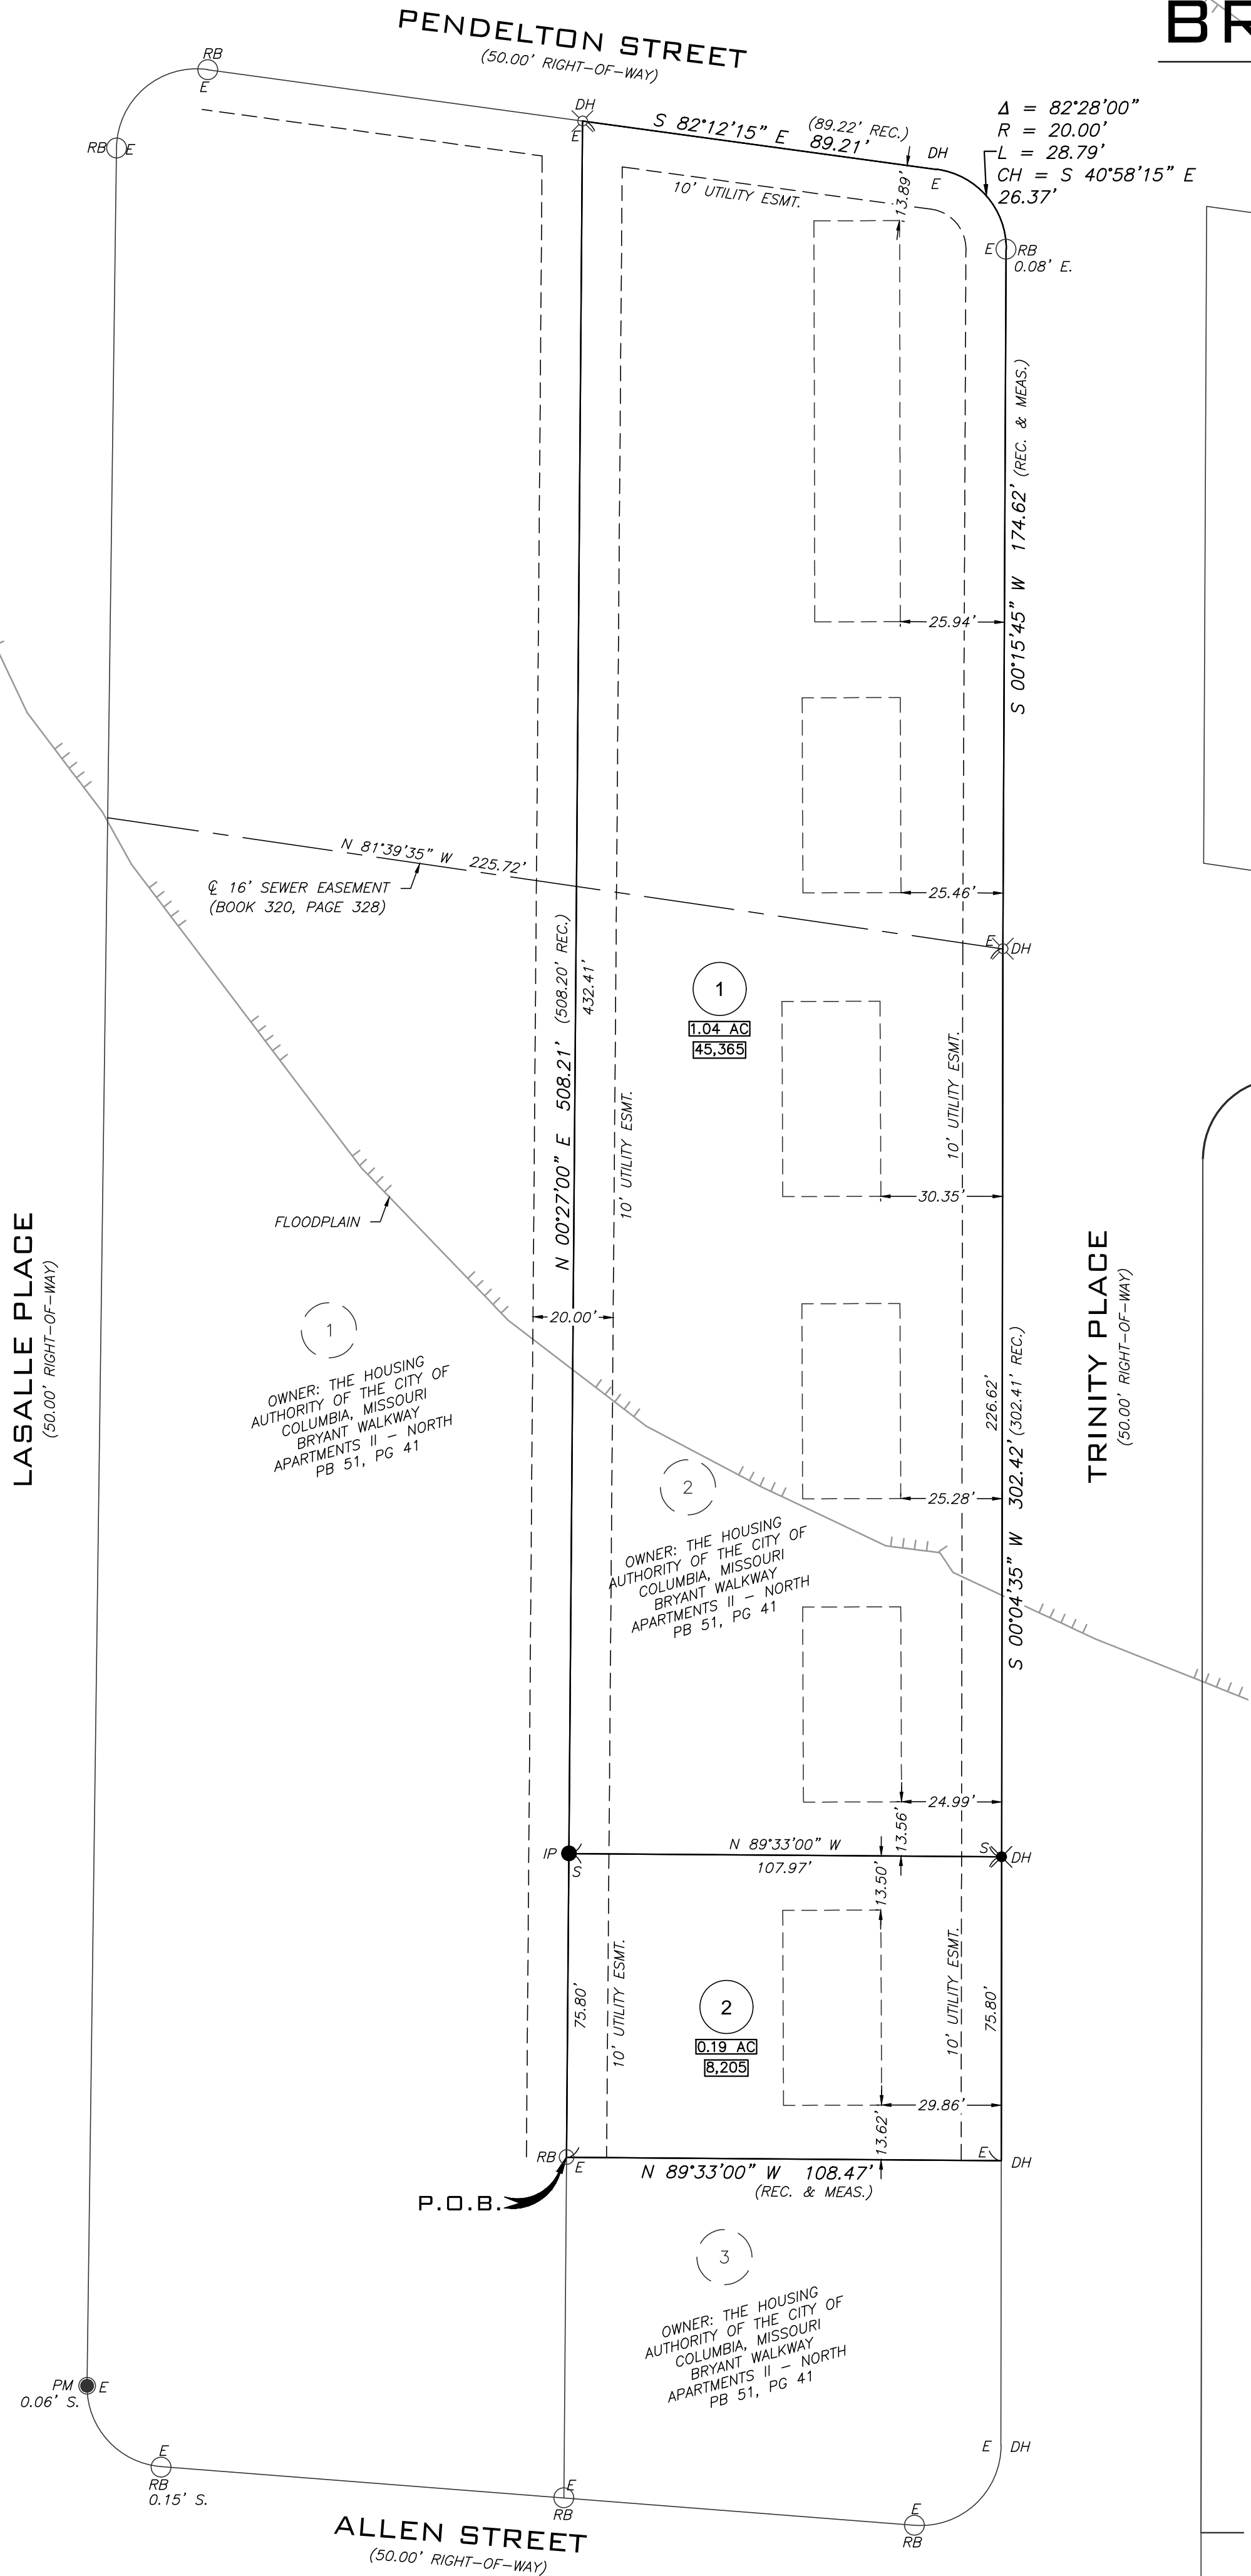 BR
PENDELTON STREET
(50.00' RIGHT-OF-WAY)
RB
E
RB E
DH
E
S 82°12'15" E 89.21'
(89.22' REC.)
DH
E
Δ = 82°28'00"
R = 20.00'
L = 28.79'
CH = S 40°58'15" E
26.37'
13.89'
10' UTILITY ESMT.
E RB
0.08' E.
S 00°15'45" W 174.62' (REC. & MEAS.)
25.94'
N 81°39'35" W 225.72'
℄ 16' SEWER EASEMENT
(BOOK 320, PAGE 328)
25.46'
E DH
N 00°27'00" E 508.21' (508.20' REC.)
432.41'
1
1.04 AC
45,365
10' UTILITY ESMT.
10' UTILITY ESMT.
30.35'
FLOODPLAIN
LASALLE PLACE
(50.00' RIGHT-OF-WAY)
TRINITY PLACE
(50.00' RIGHT-OF-WAY)
20.00'
1
OWNER: THE HOUSING
AUTHORITY OF THE CITY OF
COLUMBIA, MISSOURI
BRYANT WALKWAY
APARTMENTS II - NORTH
PB 51, PG 41
226.62'
S 00°04'35" W 302.42' (302.41' REC.)
25.28'
2
OWNER: THE HOUSING
AUTHORITY OF THE CITY OF
COLUMBIA, MISSOURI
BRYANT WALKWAY
APARTMENTS II - NORTH
PB 51, PG 41
24.99'
13.56'
IP
S
N 89°33'00" W
107.97'
S DH
13.50'
75.80'
10' UTILITY ESMT.
2
0.19 AC
8,205
10' UTILITY ESMT.
75.80'
29.86'
13.62'
RB
E
E DH
N 89°33'00" W 108.47'
(REC. & MEAS.)
P.O.B.
3
OWNER: THE HOUSING
AUTHORITY OF THE CITY OF
COLUMBIA, MISSOURI
BRYANT WALKWAY
APARTMENTS II - NORTH
PB 51, PG 41
PM E
0.06' S.
E
RB
0.15' S.
E DH
E
RB
E
RB
ALLEN STREET
(50.00' RIGHT-OF-WAY)